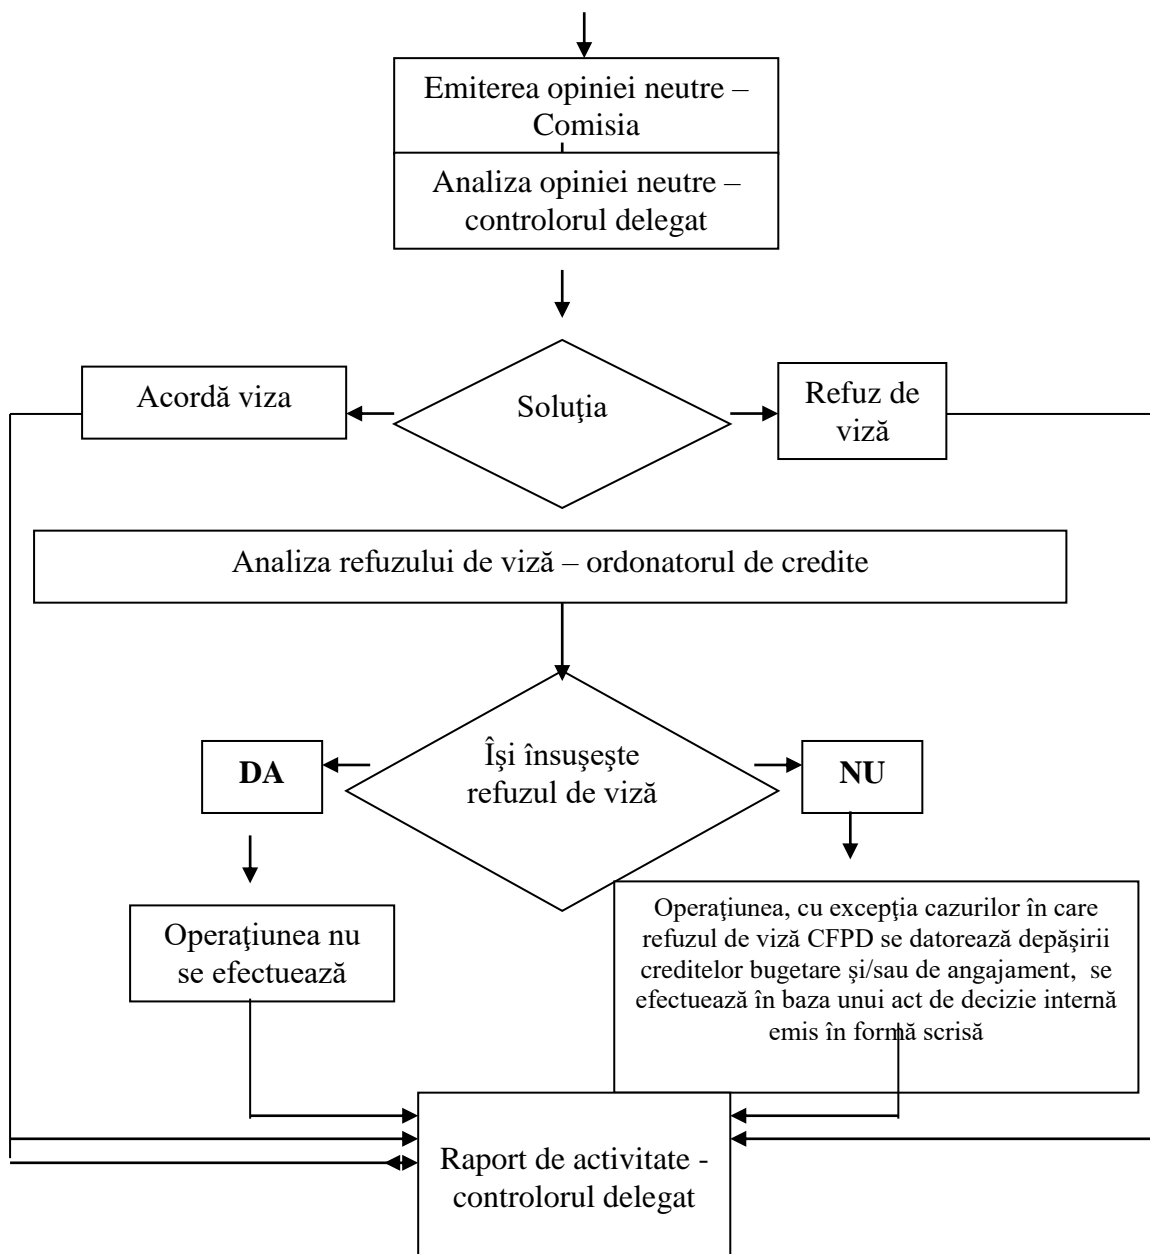 Emiterea opiniei neutre –
Comisia
Analiza opiniei neutre –
controlorul delegat
Acordă viza
Soluţia
Refuz de
viză
Analiza refuzului de viză – ordonatorul de credite
DA
Îşi însuşeşte
refuzul de viză
NU
Operaţiunea nu
se efectuează
Operaţiunea, cu excepţia cazurilor în care
refuzul de viză CFPD se datorează depăşirii
creditelor bugetare şi/sau de angajament,  se
efectuează în baza unui act de decizie internă
emis în formă scrisă
Raport de activitate -
controlorul delegat